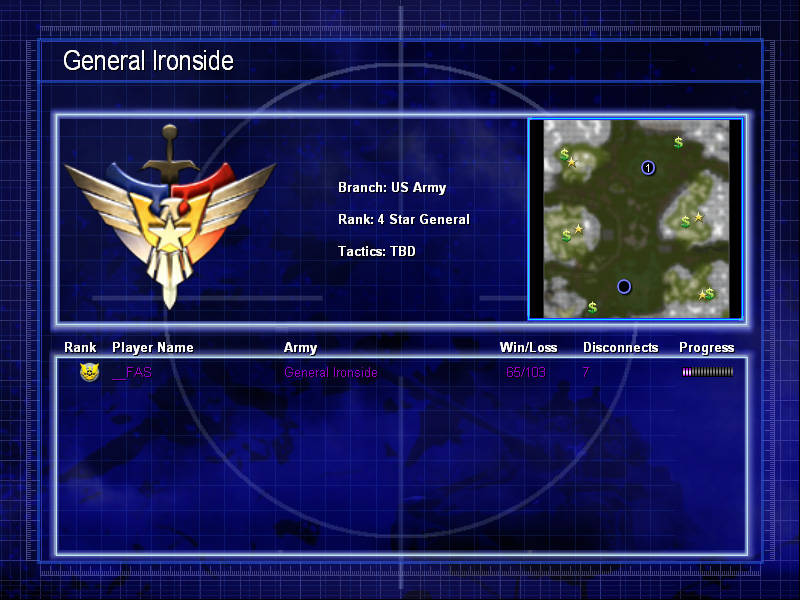 General Ironside
Branch: US Army
Rank: 4 Star General
Tactics: TBD
1
Rank Player Name Army Win/Loss Disconnects Progress
__FAS General Ironside 66/103 7